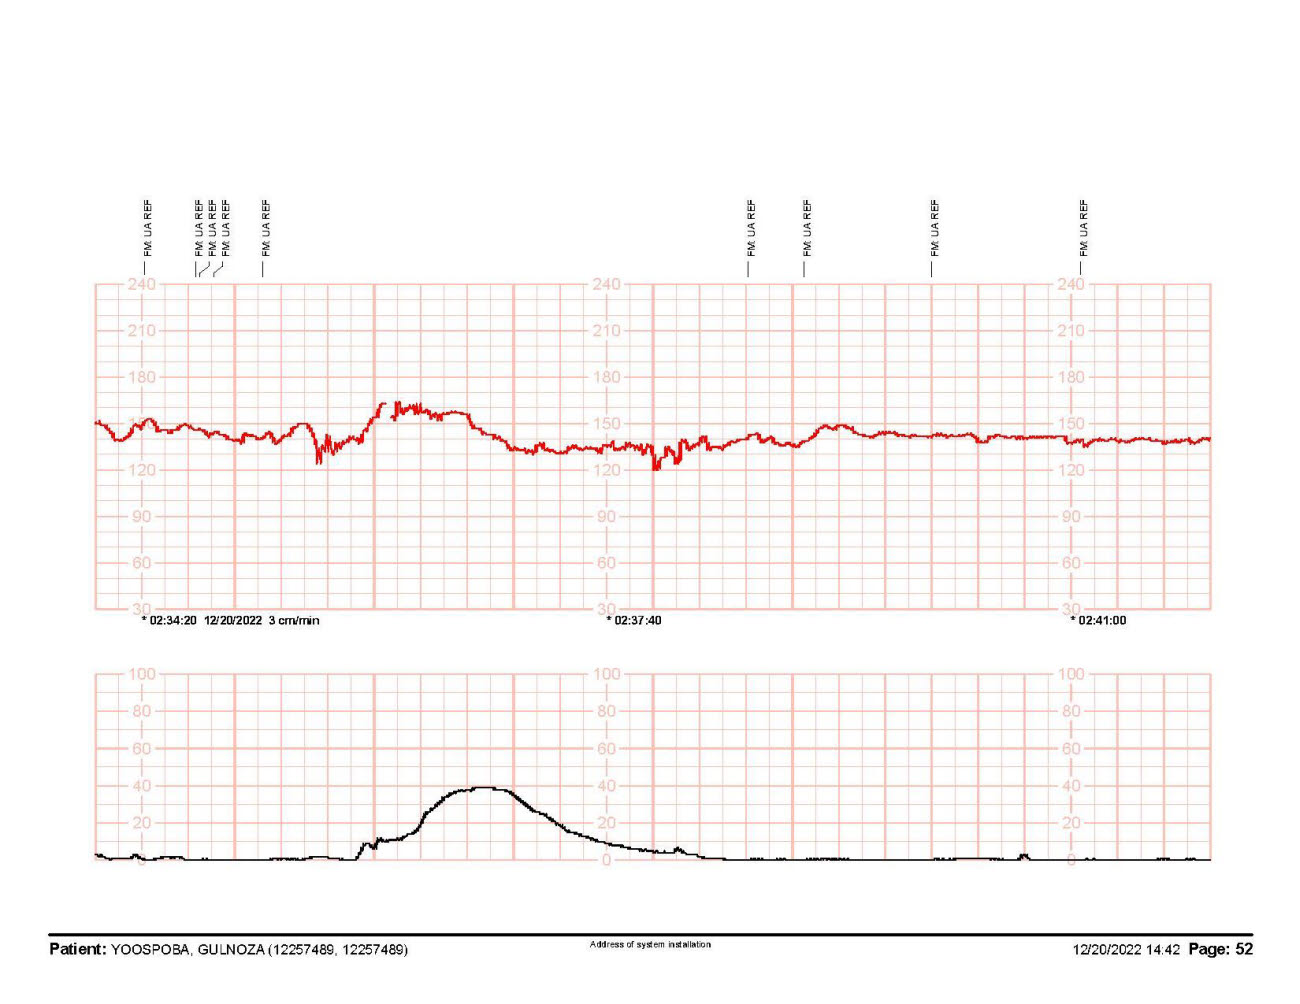 FM: UA REF FM: UA REF FM: UA REF FM: UA REF FM: UA REF FM: UA REF FM: UA REF FM: UA REF FM: UA REF
240 240 240
210 210 210
180 180 180
150 150 150
120 120 120
90 90 90
60 60 60
30 30 30
* 02:34:20 12/20/2022 3 cm/min * 02:37:40 * 02:41:00
100 100 100
80 80 80
60 60 60
40 40 40
20 20 20
0 0 0
Patient: YOOSPOBA, GULNOZA (12257489, 12257489) Address of system installation 12/20/2022 14:42 Page: 52